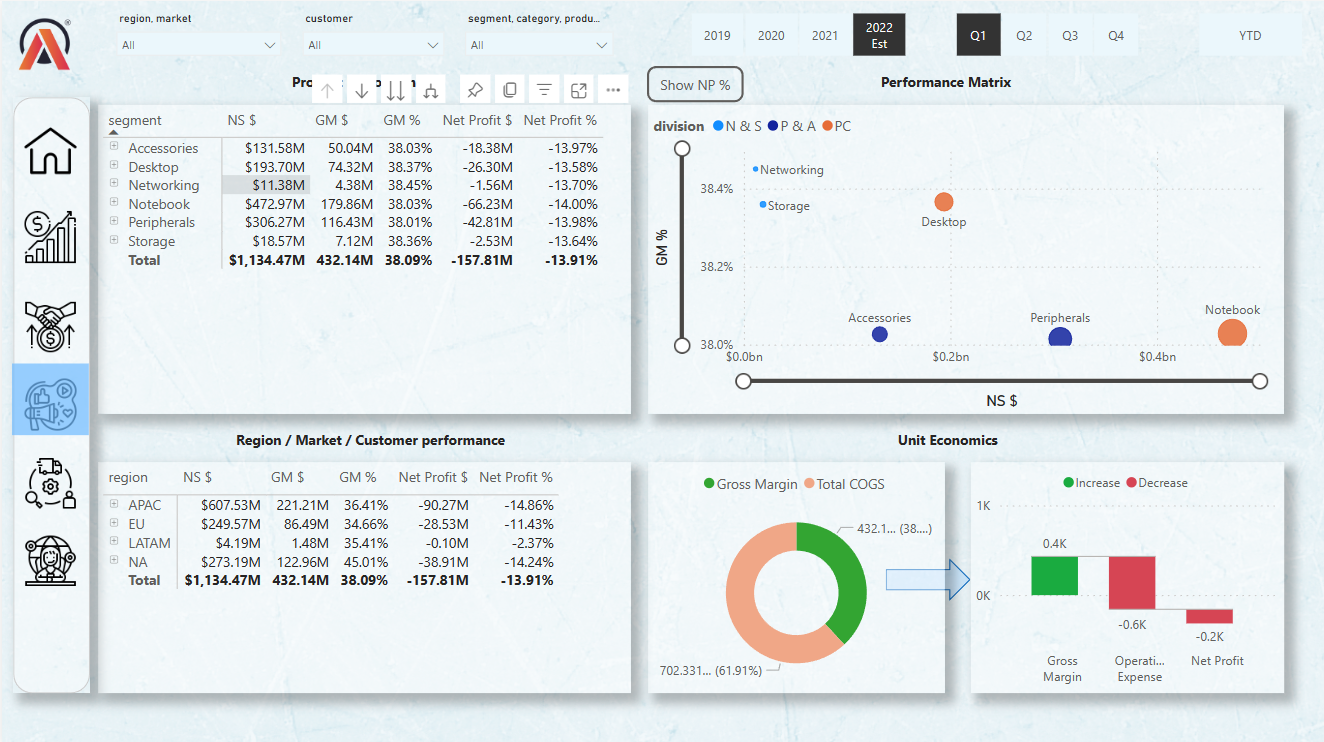 region, market
customer
segment, category, produ...
All
All
All
2019
2020
2021
2022
Est
Q1
Q2
Q3
Q4
YTD
Show NP %
Performance Matrix
segment NS $ GM $ GM % Net Profit $ Net Profit %
Accessories $131.58M 50.04M 38.03% -18.38M -13.97%
Desktop $193.70M 74.32M 38.37% -26.30M -13.58%
Networking $11.38M 4.38M 38.45% -1.56M -13.70%
Notebook $472.97M 179.86M 38.03% -66.23M -14.00%
Peripherals $306.27M 116.43M 38.01% -42.81M -13.98%
Storage $18.57M 7.12M 38.36% -2.53M -13.64%
Total $1,134.47M 432.14M 38.09% -157.81M -13.91%
division N & S P & A PC
GM %
38.4%
38.2%
38.0%
Networking
Storage
Desktop
Accessories
Peripherals
Notebook
$0.0bn $0.2bn $0.4bn
NS $
Region / Market / Customer performance
region NS $ GM $ GM % Net Profit $ Net Profit %
APAC $607.53M 221.21M 36.41% -90.27M -14.86%
EU $249.57M 86.49M 34.66% -28.53M -11.43%
LATAM $4.19M 1.48M 35.41% -0.10M -2.37%
NA $273.19M 122.96M 45.01% -38.91M -14.24%
Total $1,134.47M 432.14M 38.09% -157.81M -13.91%
Unit Economics
Gross Margin Total COGS
432.1... (38....)
702.331... (61.91%)
Increase Decrease
1K
0K
0.4K
-0.6K
-0.2K
Gross
Margin
Operati...
Expense
Net Profit